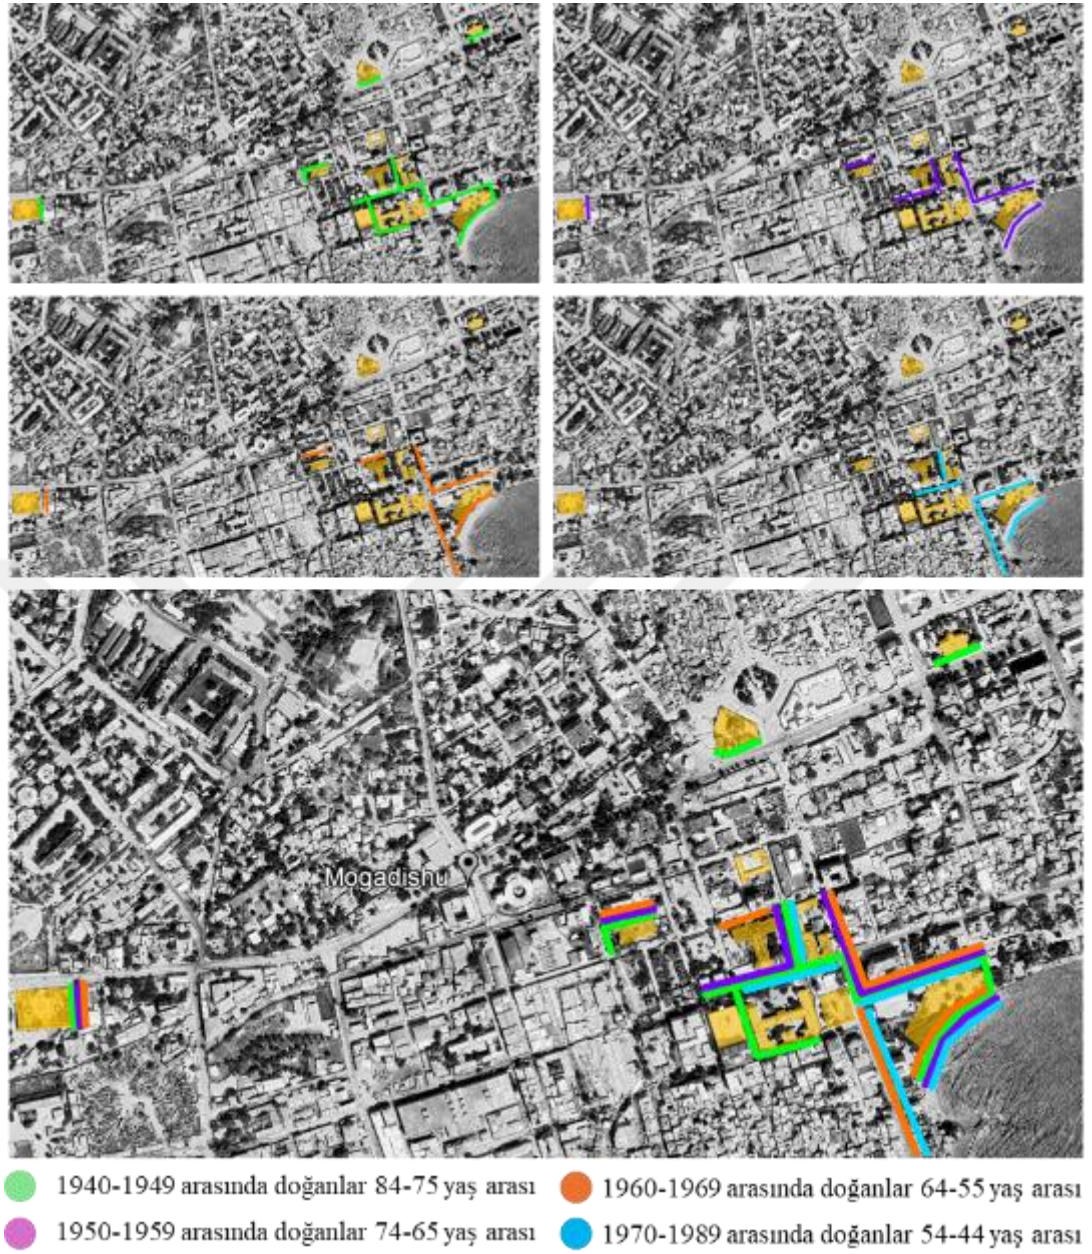 Mogadishu
1940-1949 arasında doğanlar 84-75 yaş arası
1960-1969 arasında doğanlar 64-55 yaş arası
1950-1959 arasında doğanlar 74-65 yaş arası
1970-1989 arasında doğanlar 54-44 yaş arası